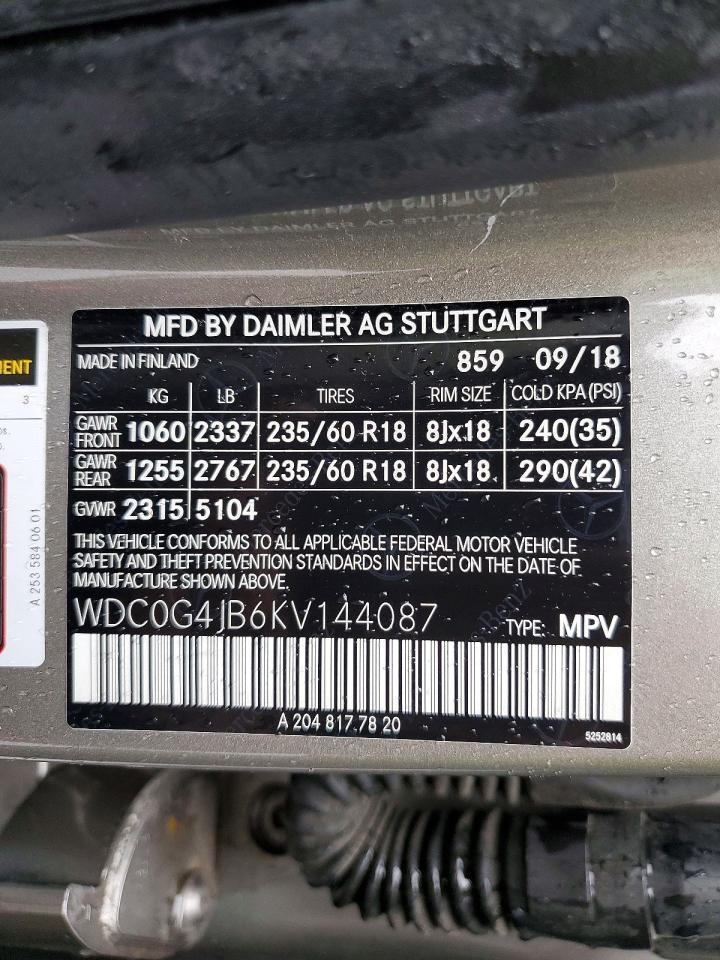 MFD BY DAIMLER AG STUTTGART
MADE IN FINLAND 859 09/18
KG LB TIRES RIM SIZE COLD KPA (PSI)
GAWR FRONT 1060 2337 235/60 R18 8Jx18 240(35)
GAWR REAR 1255 2767 235/60 R18 8Jx18 290(42)
GVWR 2315 5104
THIS VEHICLE CONFORMS TO ALL APPLICABLE FEDERAL MOTOR VEHICLE
SAFETY AND THEFT PREVENTION STANDARDS IN EFFECT ON THE DATE OF
MANUFACTURE SHOWN ABOVE.
WDC0G4JB6KV144087 TYPE: MPV
A 204 817 78 20
5252814
A 253 584 06 01
3